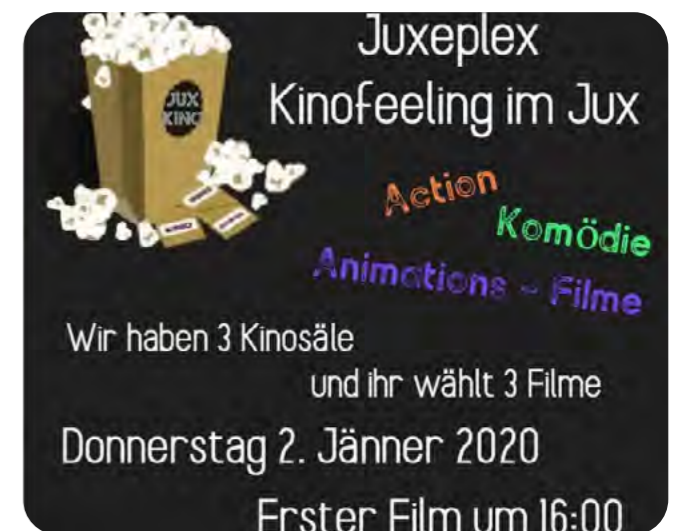 Juxeplex
Kinofeeling im Jux
JUX
KINO
Action
Komödie
Animations - Filme
Wir haben 3 Kinosäle
und ihr wählt 3 Filme
Donnerstag 2. Jänner 2020
Erster Film um 16:00